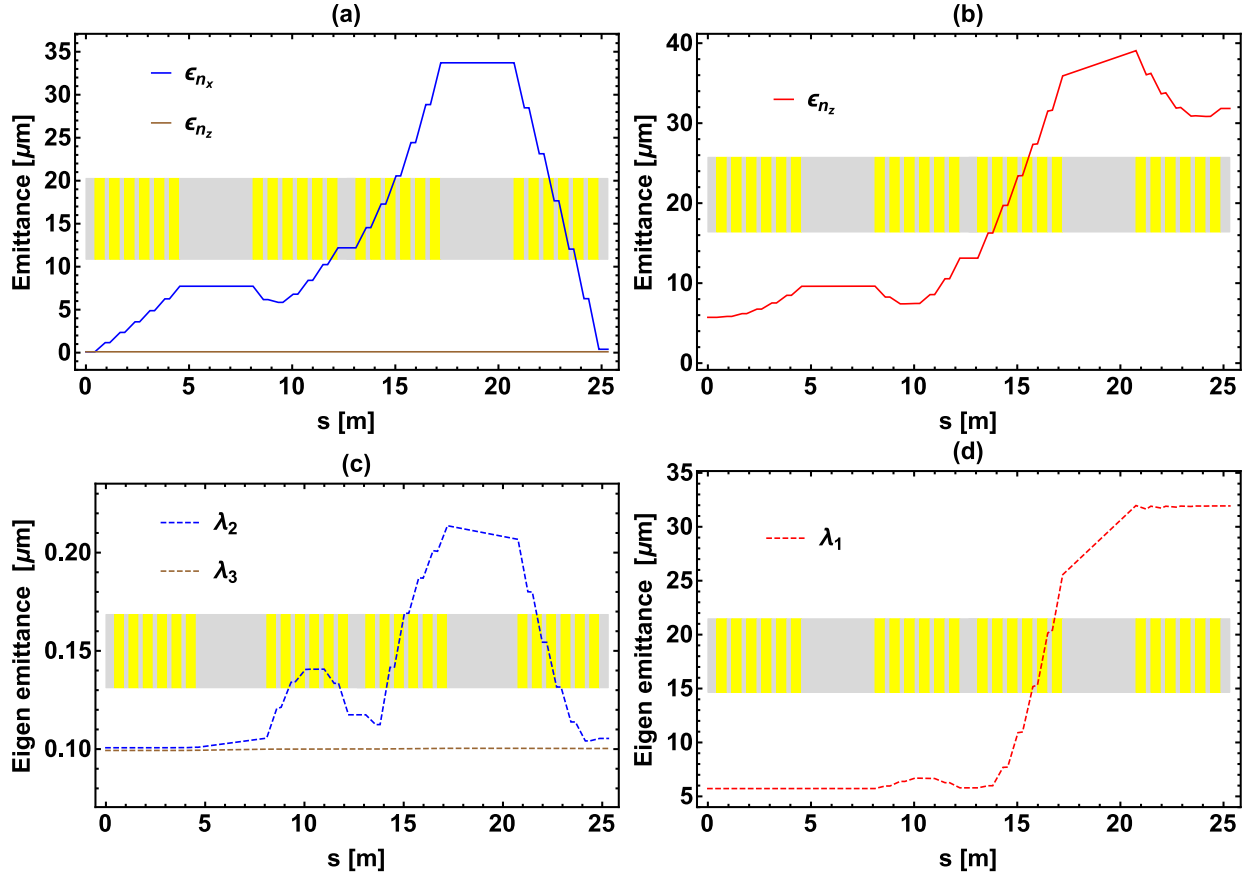 (a)
35
30
25
20
15
10
5
0
Emittance [μm]
ϵnx
ϵnz
0 5 10 15 20 25
s [m]
(b)
40
30
20
10
0
Emittance [μm]
ϵnz
0 5 10 15 20 25
s [m]
(c)
0.20
0.15
0.10
Eigen emittance [μm]
λ2
λ3
0 5 10 15 20 25
s [m]
(d)
35
30
25
20
15
10
5
Eigen emittance [μm]
λ1
0 5 10 15 20 25
s [m]